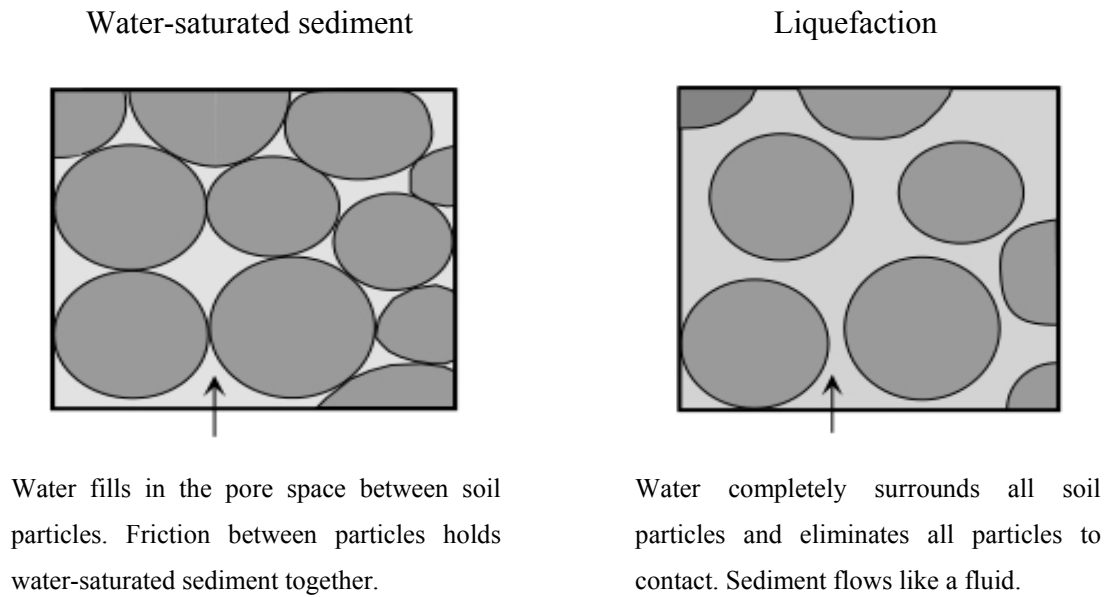 Water-saturated sediment
Liquefaction
Water fills in the pore space between soil
particles. Friction between particles holds
water-saturated sediment together.
Water completely surrounds all soil
particles and eliminates all particles to
contact. Sediment flows like a fluid.